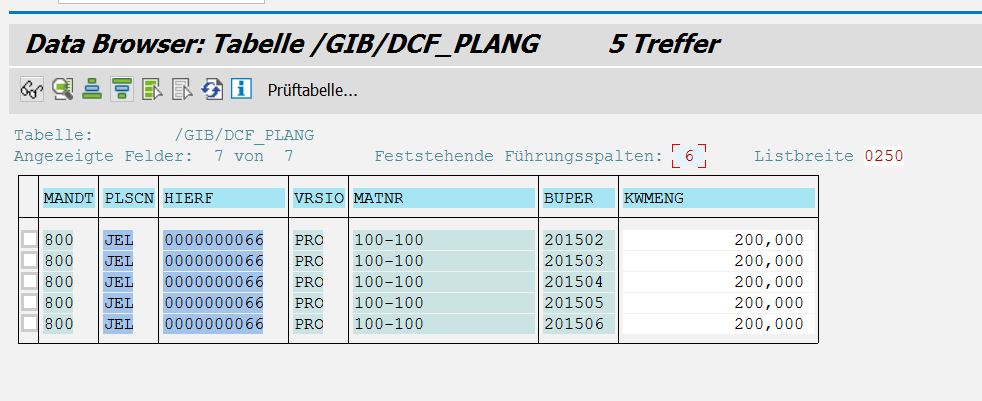 Data Browser: Tabelle /GIB/DCF_PLANG 5 Treffer
Prüftabelle...
Tabelle: /GIB/DCF_PLANG
Angezeigte Felder: 7 von 7 Feststehende Führungsspalten: 6 Listbreite 0250
MANDT PLSCN HIERF VRSIO MATNR BUPER KWMENG
800 JEL 0000000066 PRO 100-100 201502 200,000
800 JEL 0000000066 PRO 100-100 201503 200,000
800 JEL 0000000066 PRO 100-100 201504 200,000
800 JEL 0000000066 PRO 100-100 201505 200,000
800 JEL 0000000066 PRO 100-100 201506 200,000